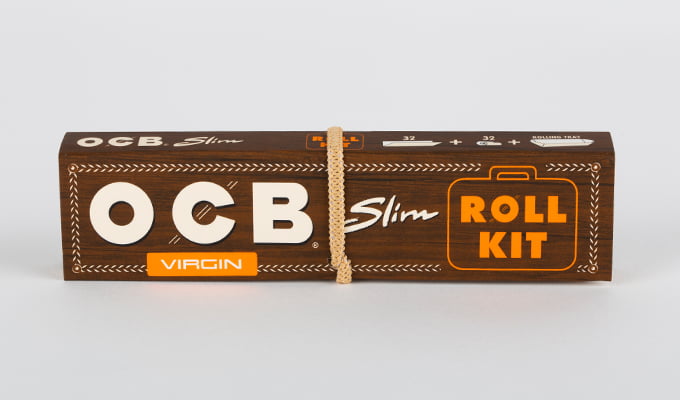 OCB® Slim ROLL KIT 32 + 32 + ROLLING TRAY
OCB® Slim
VIRGIN
ROLL
KIT